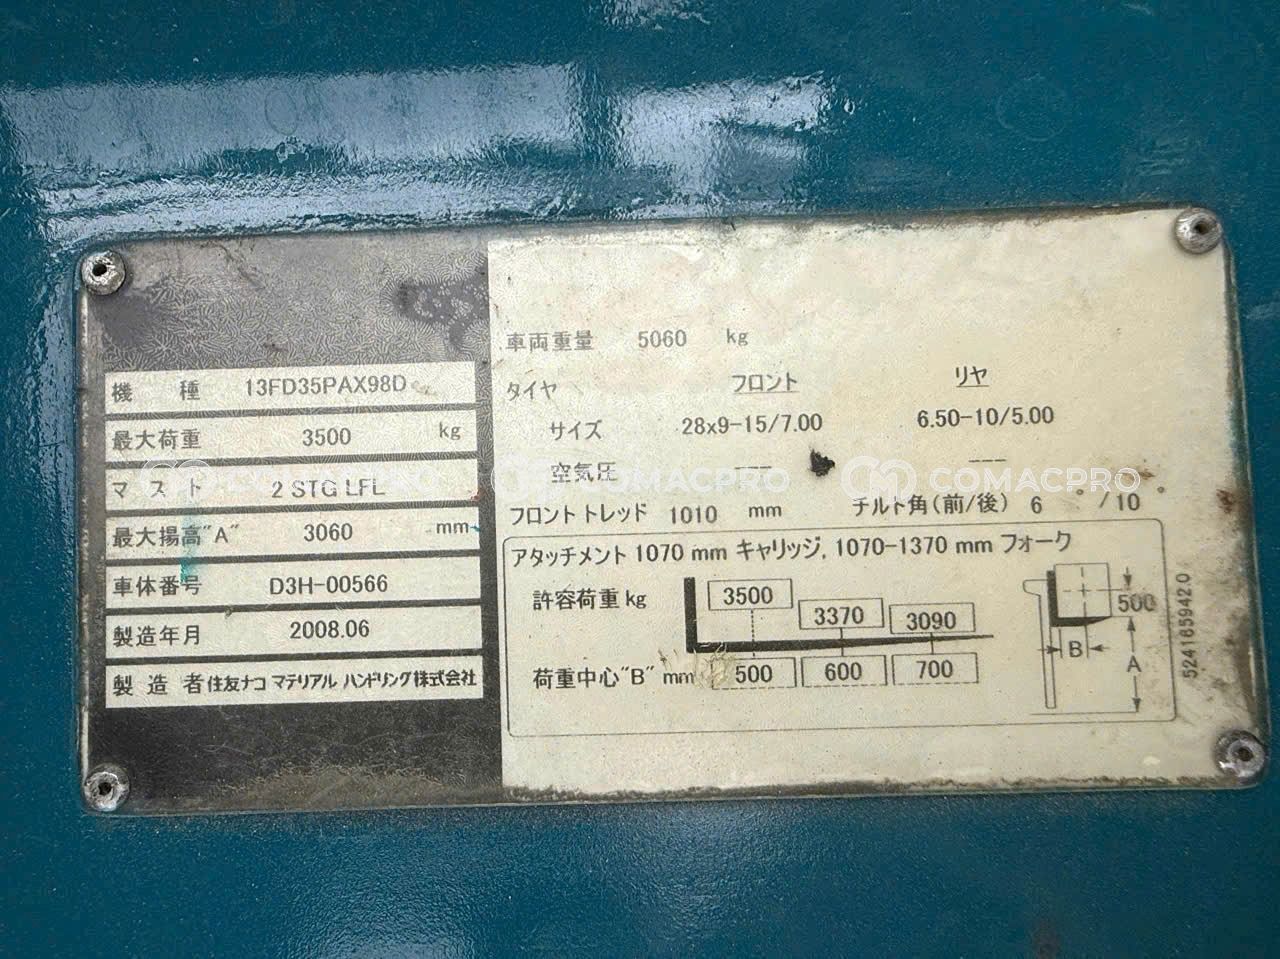 機 種 13FD35PAX98D
最大荷重 3500 kg
マスト 2 STG LFL
最大揚高"A" 3060 mm
車体番号 D3H-00566
製造年月 2008.06
製造者 住友ナコ マテリアル ハンドリング株式会社
車両重量 5060 kg
タイヤ フロント リヤ
サイズ 28x9-15/7.00 6.50-10/5.00
空気圧 --- ---
フロント トレッド 1010 mm チルト角(前/後) 6 °/10 °
アタッチメント 1070 mm キャリッジ, 1070-1370 mm フォーク
許容荷重 kg 3500 3370 3090
荷重中心"B" mm 500 600 700
500
B
A
5241659420
COMACPRO COMACPRO COMACPRO